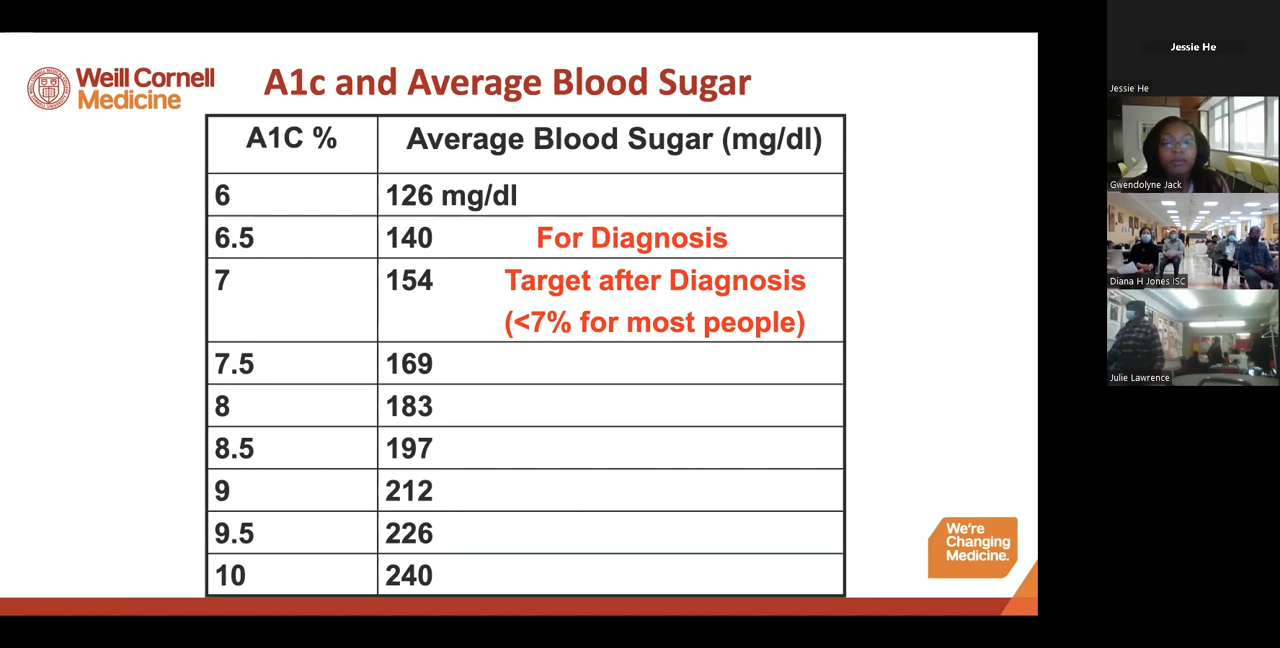 Weill Cornell
Medicine
A1c and Average Blood Sugar
A1C % Average Blood Sugar (mg/dl)
6 126 mg/dl
6.5 140 For Diagnosis
7 154 Target after Diagnosis
(<7% for most people)
7.5 169
8 183
8.5 197
9 212
9.5 226
10 240
We're
Changing
Medicine.
Jessie He
Jessie He
Gwendolyne Jack
Diana H Jones ISC
Julie Lawrence